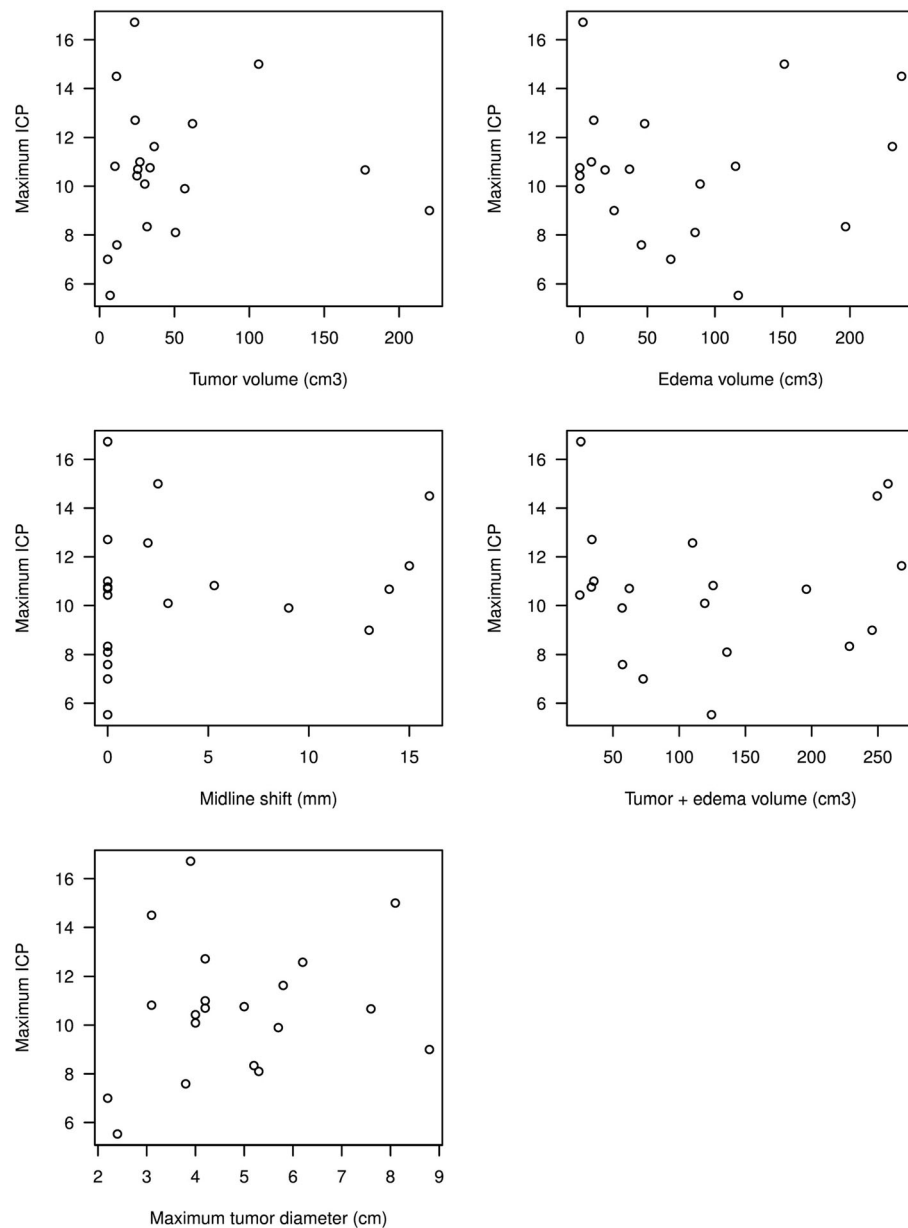 Maximum ICP
16
14
12
10
8
6
0 50 100 150 200
Tumor volume (cm3)
Maximum ICP
16
14
12
10
8
6
0 50 100 150 200
Edema volume (cm3)
Maximum ICP
16
14
12
10
8
6
0 5 10 15
Midline shift (mm)
Maximum ICP
16
14
12
10
8
6
50 100 150 200 250
Tumor + edema volume (cm3)
Maximum ICP
16
14
12
10
8
6
2 3 4 5 6 7 8 9
Maximum tumor diameter (cm)